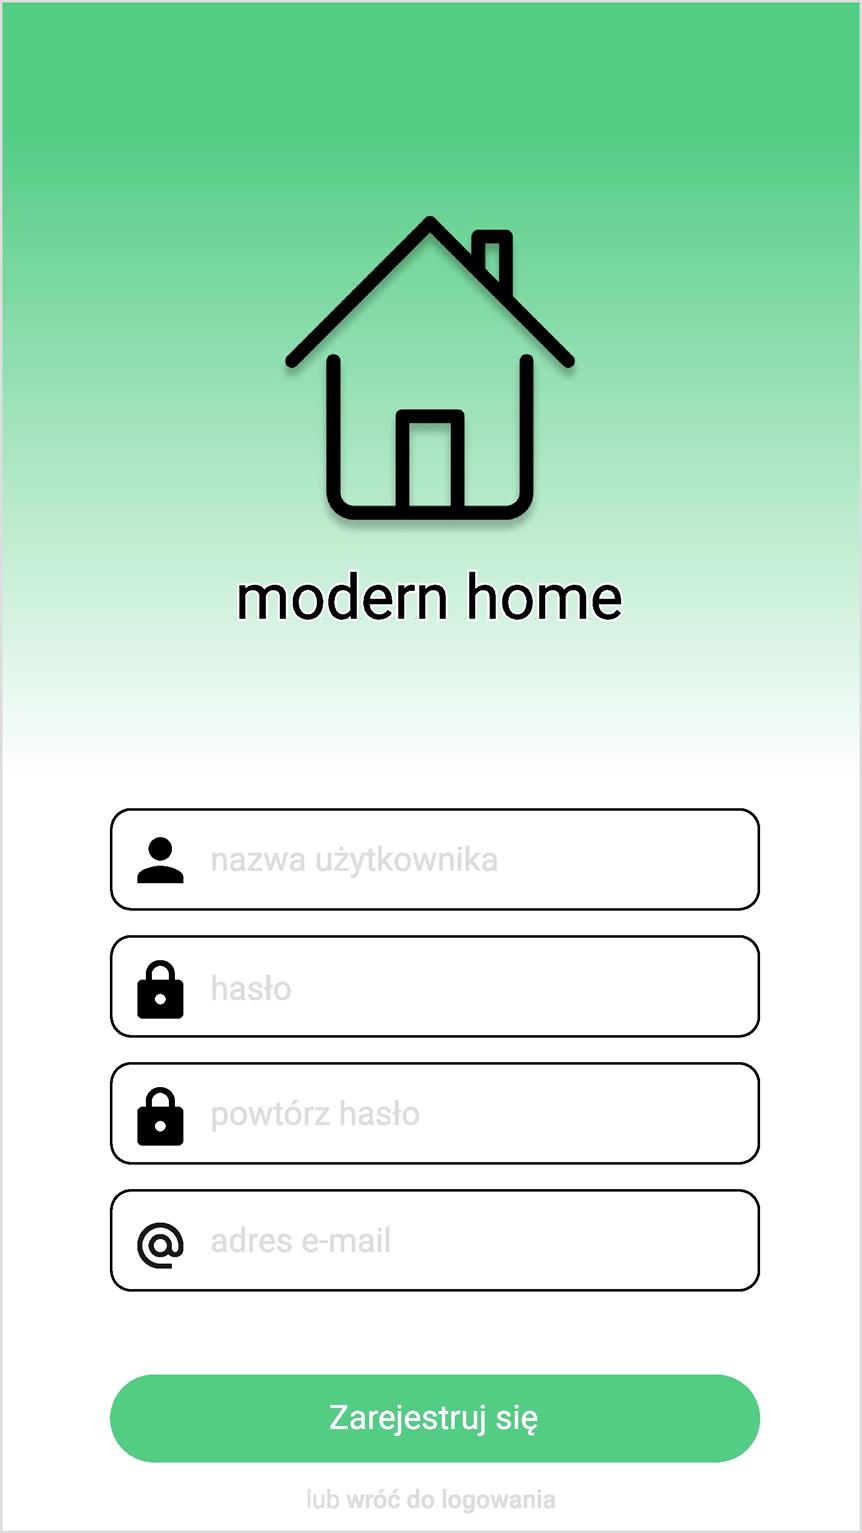 modern home
nazwa użytkownika
hasło
powtórz hasło
adres e-mail
Zarejestruj się
lub wróć do logowania